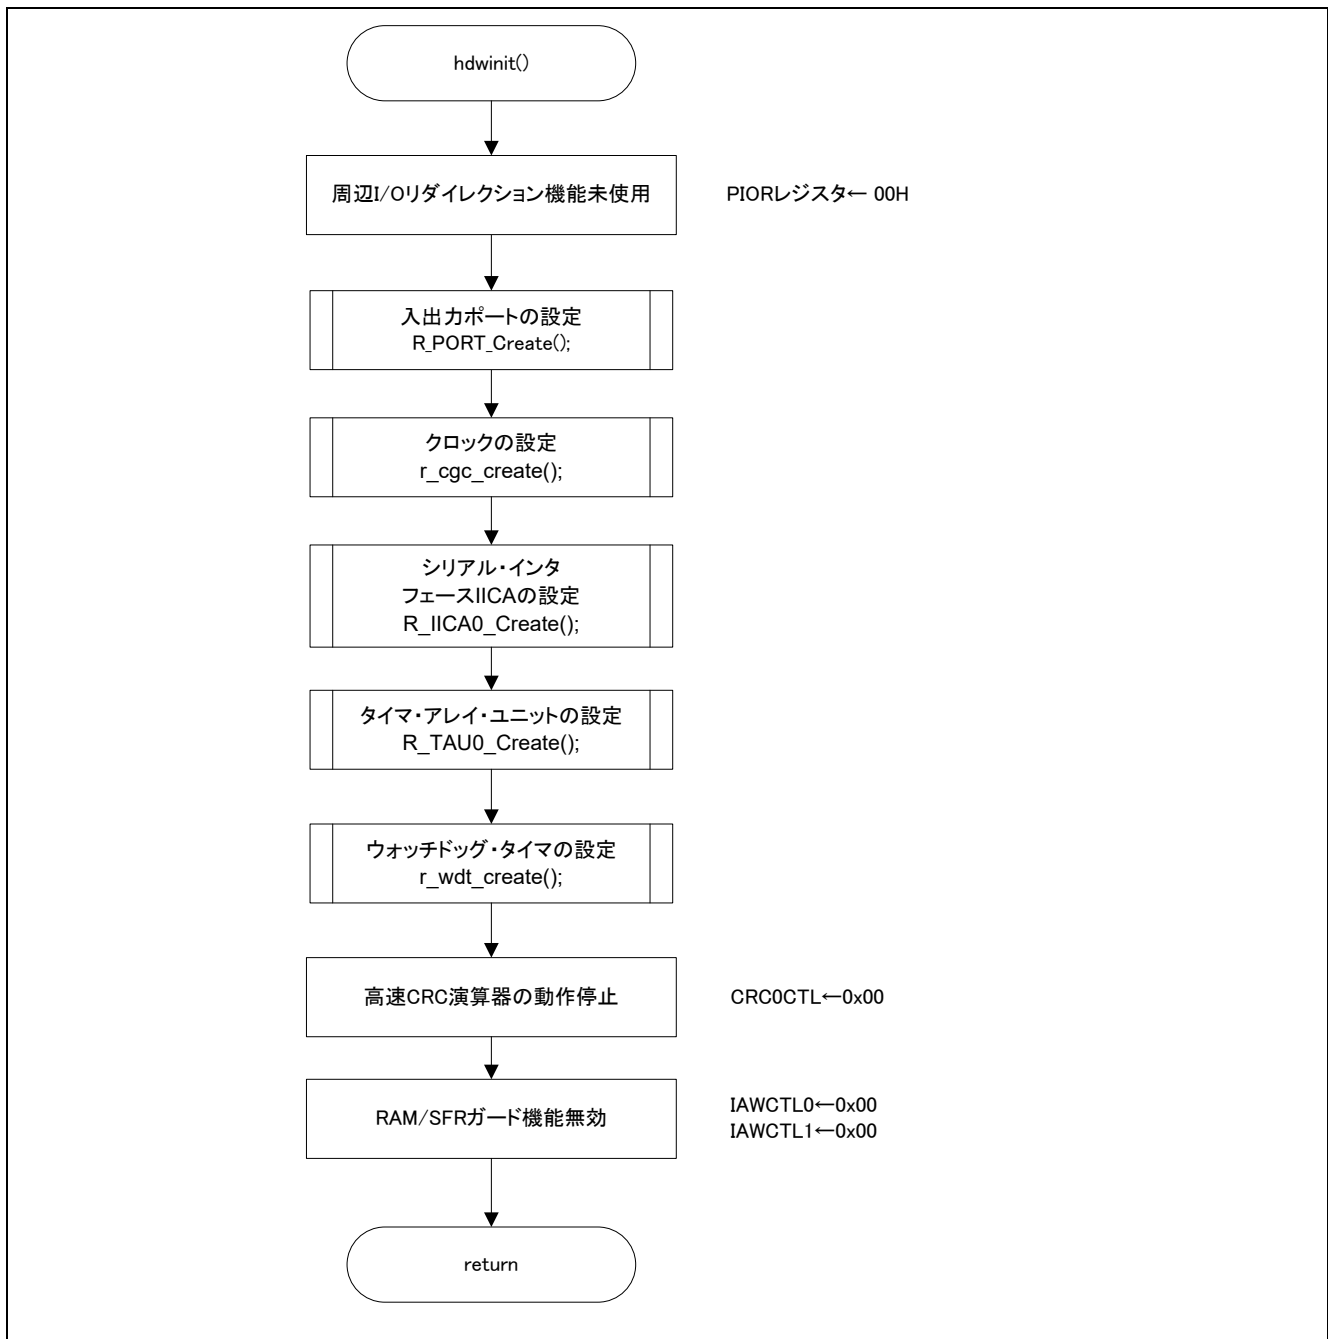 hdwinit()
周辺I/Oリダイレクション機能未使用
PIORレジスタ← 00H
入出力ポートの設定
R_PORT_Create();
クロックの設定
r_cgc_create();
シリアル・インタ
フェースIICAの設定
R_IICA0_Create();
タイマ・アレイ・ユニットの設定
R_TAU0_Create();
ウォッチドッグ・タイマの設定
r_wdt_create();
高速CRC演算器の動作停止
CRC0CTL←0x00
RAM/SFRガード機能無効
IAWCTL0←0x00
IAWCTL1←0x00
return